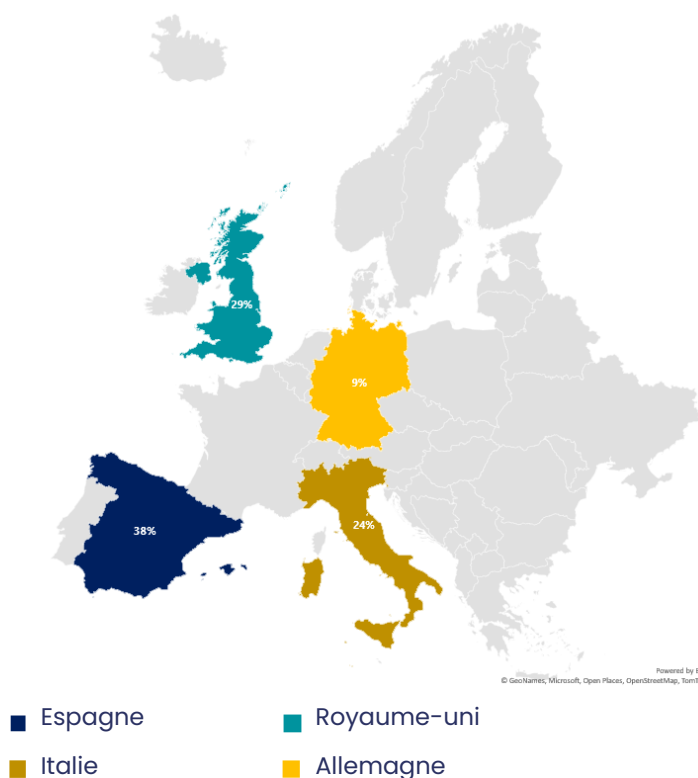 29%
9%
24%
38%
Powered by
© GeoNames, Microsoft, Open Places, OpenStreetMap, TomT
Espagne
Royaume-uni
Italie
Allemagne